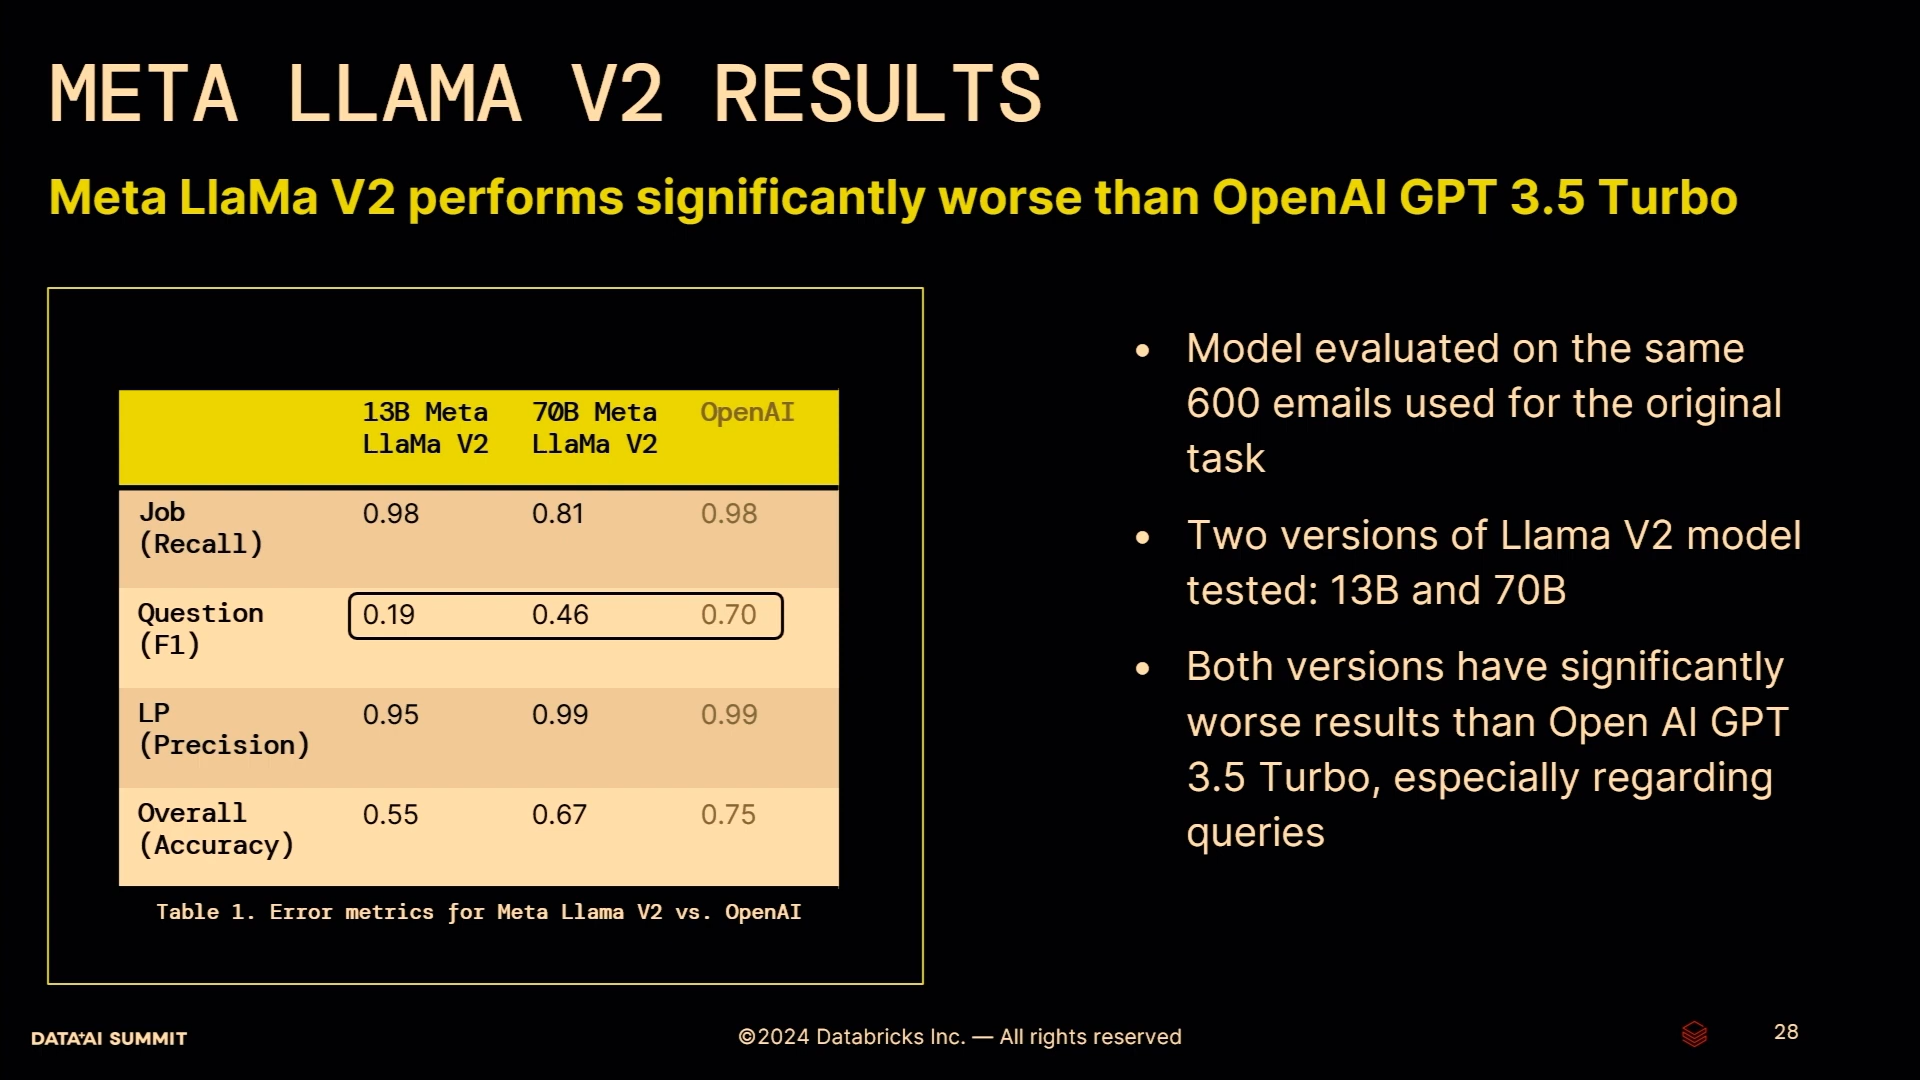 META LLAMA V2 RESULTS
Meta LlaMa V2 performs significantly worse than OpenAI GPT 3.5 Turbo
13B Meta LlaMa V2 70B Meta LlaMa V2 OpenAI
Job (Recall) 0.98 0.81 0.98
Question (F1) 0.19 0.46 0.70
LP (Precision) 0.95 0.99 0.99
Overall (Accuracy) 0.55 0.67 0.75
Table 1. Error metrics for Meta Llama V2 vs. OpenAI
• Model evaluated on the same
600 emails used for the original
task
• Two versions of Llama V2 model
tested: 13B and 70B
• Both versions have significantly
worse results than Open AI GPT
3.5 Turbo, especially regarding
queries
DATA+AI SUMMIT
©2024 Databricks Inc. — All rights reserved
28